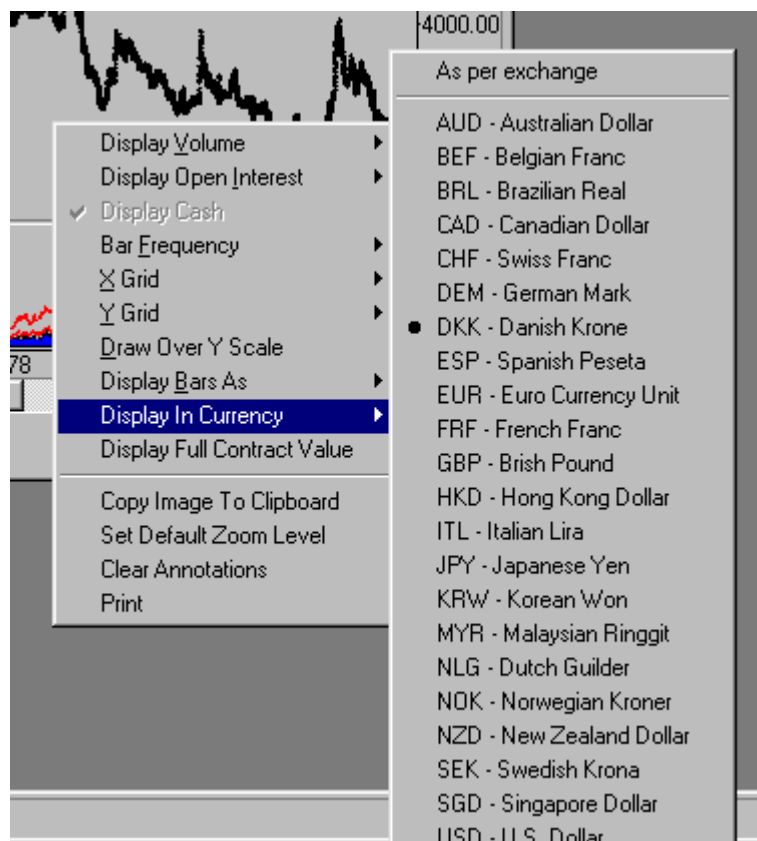 4000.00
78
Display Volume
Display Open Interest
Display Cash
Bar Frequency
X Grid
Y Grid
Draw Over Y Scale
Display Bars As
Display In Currency
Display Full Contract Value
Copy Image To Clipboard
Set Default Zoom Level
Clear Annotations
Print
As per exchange
AUD - Australian Dollar
BEF - Belgian Franc
BRL - Brazilian Real
CAD - Canadian Dollar
CHF - Swiss Franc
DEM - German Mark
DKK - Danish Krone
ESP - Spanish Peseta
EUR - Euro Currency Unit
FRF - French Franc
GBP - Brish Pound
HKD - Hong Kong Dollar
ITL - Italian Lira
JPY - Japanese Yen
KRW - Korean Won
MYR - Malaysian Ringgit
NLG - Dutch Guilder
NOK - Norwegian Kroner
NZD - New Zealand Dollar
SEK - Swedish Krona
SGD - Singapore Dollar
USD - U.S. Dollar